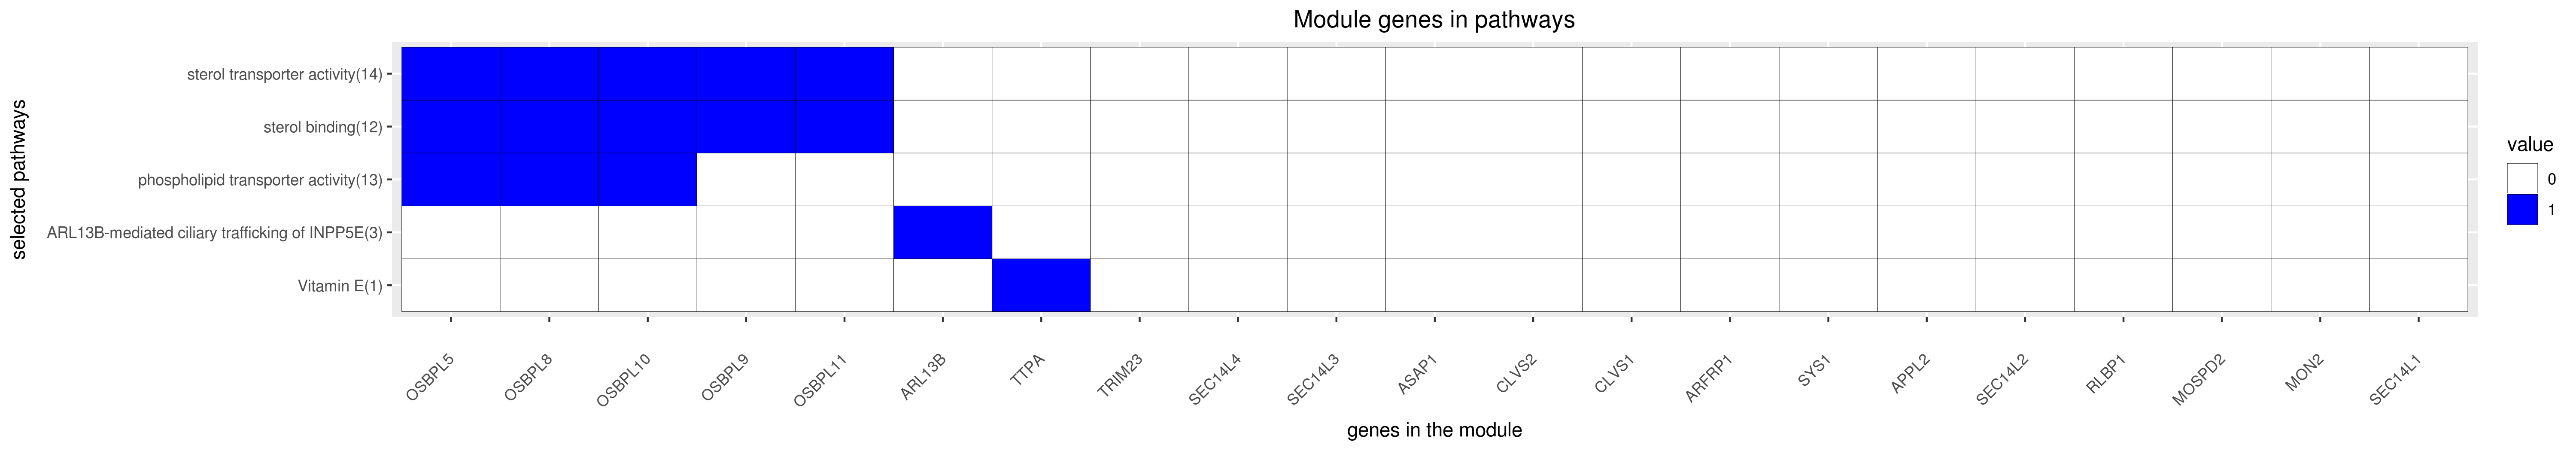 Module genes in pathways
selected pathways
sterol transporter activity(14)
sterol binding(12)
phospholipid transporter activity(13)
ARL13B-mediated ciliary trafficking of INPP5E(3)
Vitamin E(1)
value
0
1
OSBPL5
OSBPL8
OSBPL10
OSBPL9
OSBPL11
ARL13B
TTPA
TRIM23
SEC14L4
SEC14L3
ASAP1
CLVS2
CLVS1
ARFRP1
SYS1
APPL2
SEC14L2
RLBP1
MOSPD2
MON2
SEC14L1
genes in the module